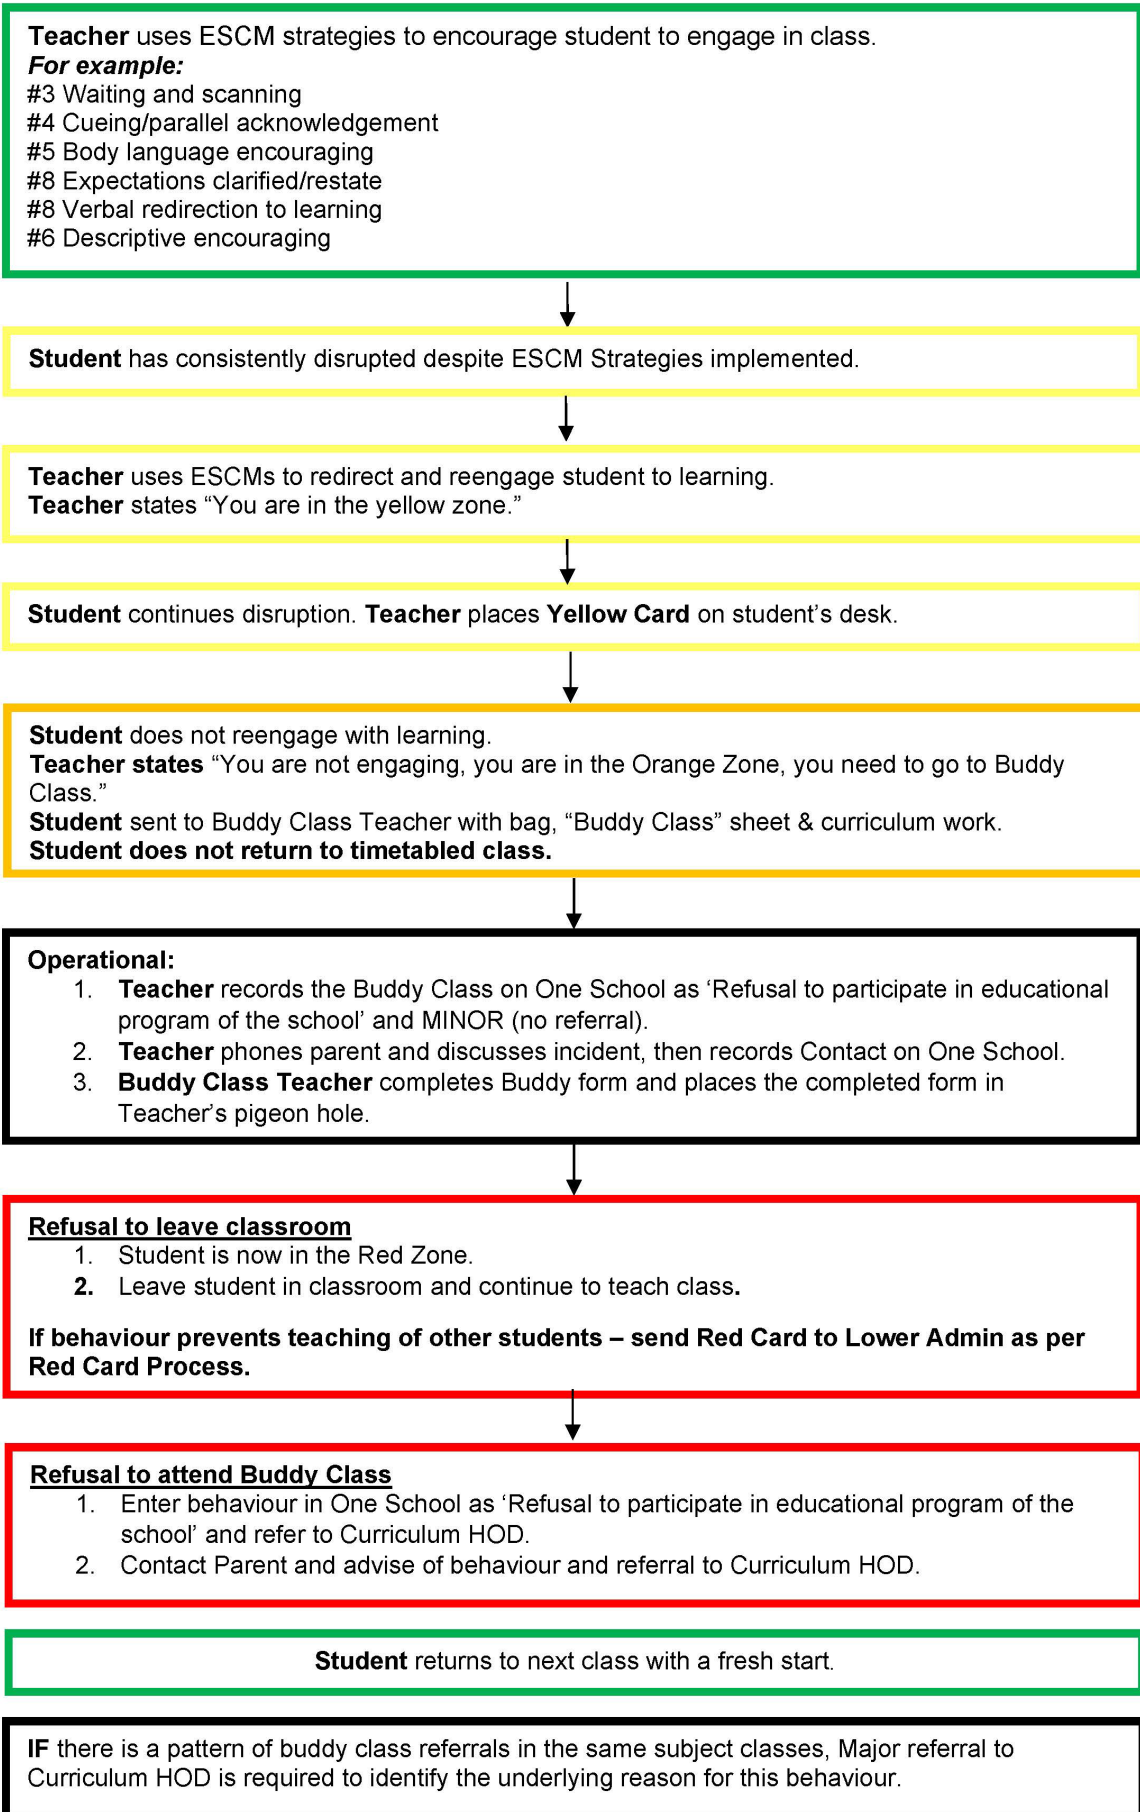 Teacher uses ESCM strategies to encourage student to engage in class.
For example:
#3 Waiting and scanning
#4 Cueing/parallel acknowledgement
#5 Body language encouraging
#8 Expectations clarified/restate
#8 Verbal redirection to learning
#6 Descriptive encouraging
Student has consistently disrupted despite ESCM Strategies implemented.
Teacher uses ESCMs to redirect and reengage student to learning.
Teacher states “You are in the yellow zone.”
Student continues disruption. Teacher places Yellow Card on student’s desk.
Student does not reengage with learning.
Teacher states “You are not engaging, you are in the Orange Zone, you need to go to Buddy
Class.”
Student sent to Buddy Class Teacher with bag, “Buddy Class” sheet & curriculum work.
Student does not return to timetabled class.
Operational:
1. Teacher records the Buddy Class on One School as ‘Refusal to participate in educational
program of the school’ and MINOR (no referral).
2. Teacher phones parent and discusses incident, then records Contact on One School.
3. Buddy Class Teacher completes Buddy form and places the completed form in
Teacher’s pigeon hole.
Refusal to leave classroom
1. Student is now in the Red Zone.
2. Leave student in classroom and continue to teach class.
If behaviour prevents teaching of other students – send Red Card to Lower Admin as per
Red Card Process.
Refusal to attend Buddy Class
1. Enter behaviour in One School as ‘Refusal to participate in educational program of the
school’ and refer to Curriculum HOD.
2. Contact Parent and advise of behaviour and referral to Curriculum HOD.
Student returns to next class with a fresh start.
IF there is a pattern of buddy class referrals in the same subject classes, Major referral to
Curriculum HOD is required to identify the underlying reason for this behaviour.